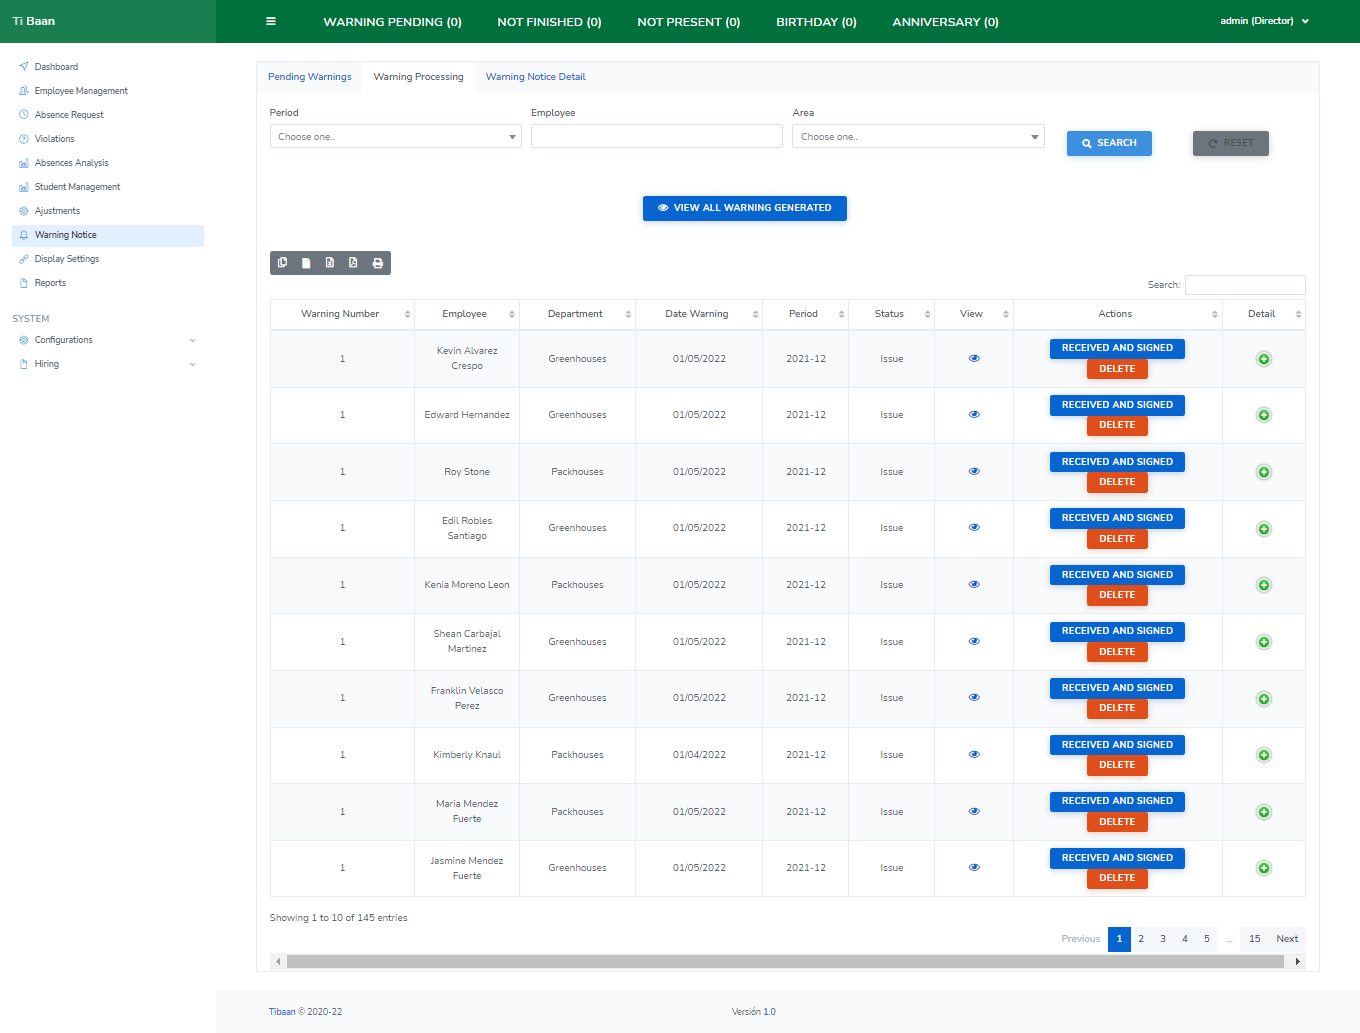 Ti Baan
WARNING PENDING (0) NOT FINISHED (0) NOT PRESENT (0) BIRTHDAY (0) ANNIVERSARY (0)
admin (Director)
Dashboard
Employee Management
Absence Request
Violations
Absences Analysis
Student Management
Ajustments
Warning Notice
Display Settings
Reports
SYSTEM
Configurations
Hiring
Pending Warnings Warning Processing Warning Notice Detail
Period Employee Area
Choose one.. Choose one.. SEARCH RESET
VIEW ALL WARNING GENERATED
Search:
Warning Number Employee Department Date Warning Period Status View Actions Detail
1 Kevin Alvarez Crespo Greenhouses 01/05/2022 2021-12 Issue RECEIVED AND SIGNED DELETE
1 Edward Hernandez Greenhouses 01/05/2022 2021-12 Issue RECEIVED AND SIGNED DELETE
1 Roy Stone Packhouses 01/05/2022 2021-12 Issue RECEIVED AND SIGNED DELETE
1 Edil Robles Santiago Greenhouses 01/05/2022 2021-12 Issue RECEIVED AND SIGNED DELETE
1 Kenia Moreno Leon Packhouses 01/05/2022 2021-12 Issue RECEIVED AND SIGNED DELETE
1 Shean Carbajal Martinez Greenhouses 01/05/2022 2021-12 Issue RECEIVED AND SIGNED DELETE
1 Franklin Velasco Perez Greenhouses 01/05/2022 2021-12 Issue RECEIVED AND SIGNED DELETE
1 Kimberly Knaul Packhouses 01/04/2022 2021-12 Issue RECEIVED AND SIGNED DELETE
1 Maria Mendez Fuerte Packhouses 01/05/2022 2021-12 Issue RECEIVED AND SIGNED DELETE
1 Jasmine Mendez Fuerte Greenhouses 01/05/2022 2021-12 Issue RECEIVED AND SIGNED DELETE
Showing 1 to 10 of 145 entries
Previous 1 2 3 4 5 ... 15 Next
Tibaan © 2020-22 Versión 1.0